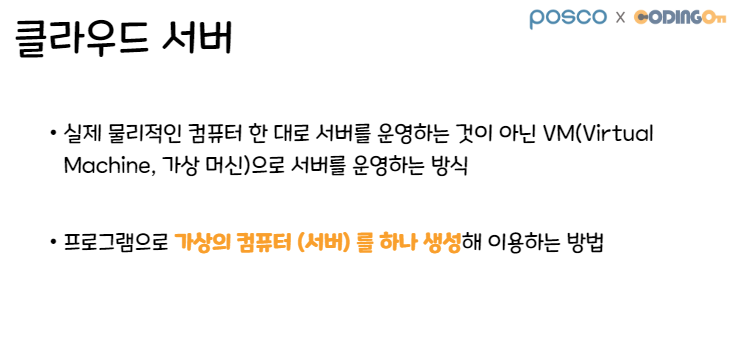 posco x CODINGOn
클라우드 서버
• 실제 물리적인 컴퓨터 한 대로 서버를 운영하는 것이 아닌 VM(Virtual
Machine, 가상 머신)으로 서버를 운영하는 방식
• 프로그램으로 가상의 컴퓨터 (서버) 를 하나 생성해 이용하는 방법